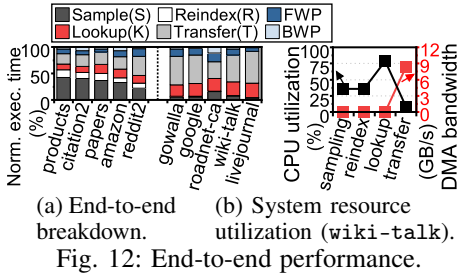 Sample(S) Reindex(R) FWP
Lookup(K) Transfer(T) BWP
Norm. exec. time
(%)
100
50
0
products
citation2
papers
amazon
reddit2
gowalla
google
roadnet-ca
wiki-talk
livejournal
CPU utilization
(%)
100
75
50
25
0
sampling
reindex
lookup
transfer
12
9
6
3
0
DMA bandwidth
(GB/s)
(a) End-to-end
breakdown.
(b) System resource
utilization (wiki-talk).
Fig. 12: End-to-end performance.